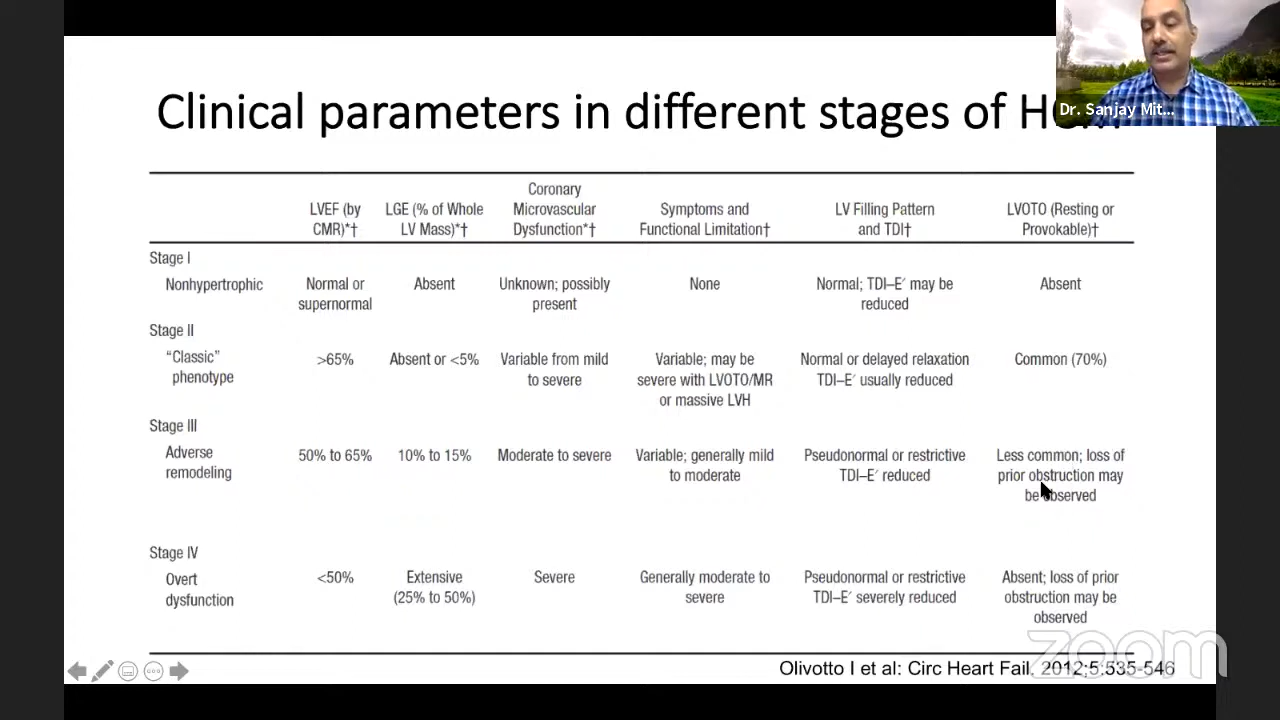 Clinical parameters in different stages of
Dr. Sanjay Mit...
LVEF (by CMR)*†
LGE (% of Whole LV Mass)*†
Coronary Microvascular Dysfunction*†
Symptoms and Functional Limitation†
LV Filling Pattern and TDI†
LVOTO (Resting or Provokable)†
Stage I
Nonhypertrophic
Normal or supernormal
Absent
Unknown; possibly present
None
Normal; TDI–E′ may be reduced
Absent
Stage II
“Classic” phenotype
>65%
Absent or <5%
Variable from mild to severe
Variable; may be severe with LVOTO/MR or massive LVH
Normal or delayed relaxation TDI–E′ usually reduced
Common (70%)
Stage III
Adverse remodeling
50% to 65%
10% to 15%
Moderate to severe
Variable; generally mild to moderate
Pseudonormal or restrictive TDI–E′ reduced
Less common; loss of prior obstruction may be observed
Stage IV
Overt dysfunction
<50%
Extensive (25% to 50%)
Severe
Generally moderate to severe
Pseudonormal or restrictive TDI–E′ severely reduced
Absent; loss of prior obstruction may be observed
zoom
Olivotto I et al: Circ Heart Fail. 2012;5:535-546